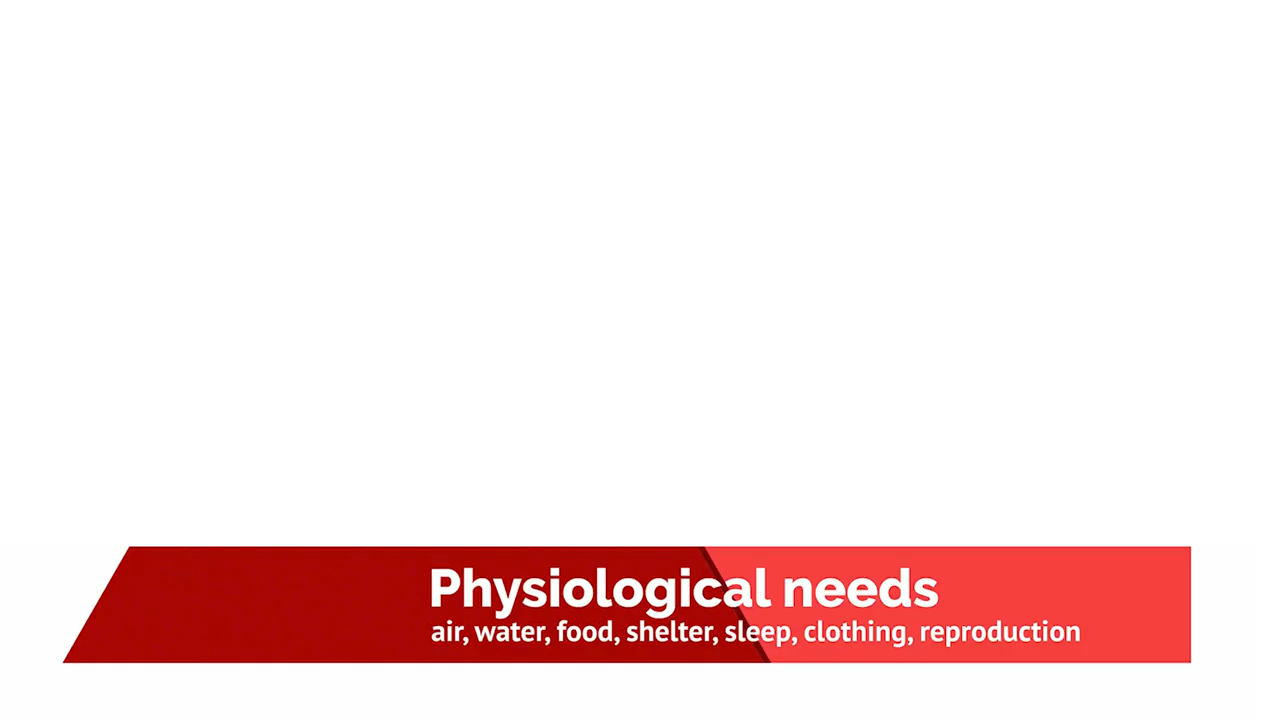 Physiological needs
air, water, food, shelter, sleep, clothing, reproduction